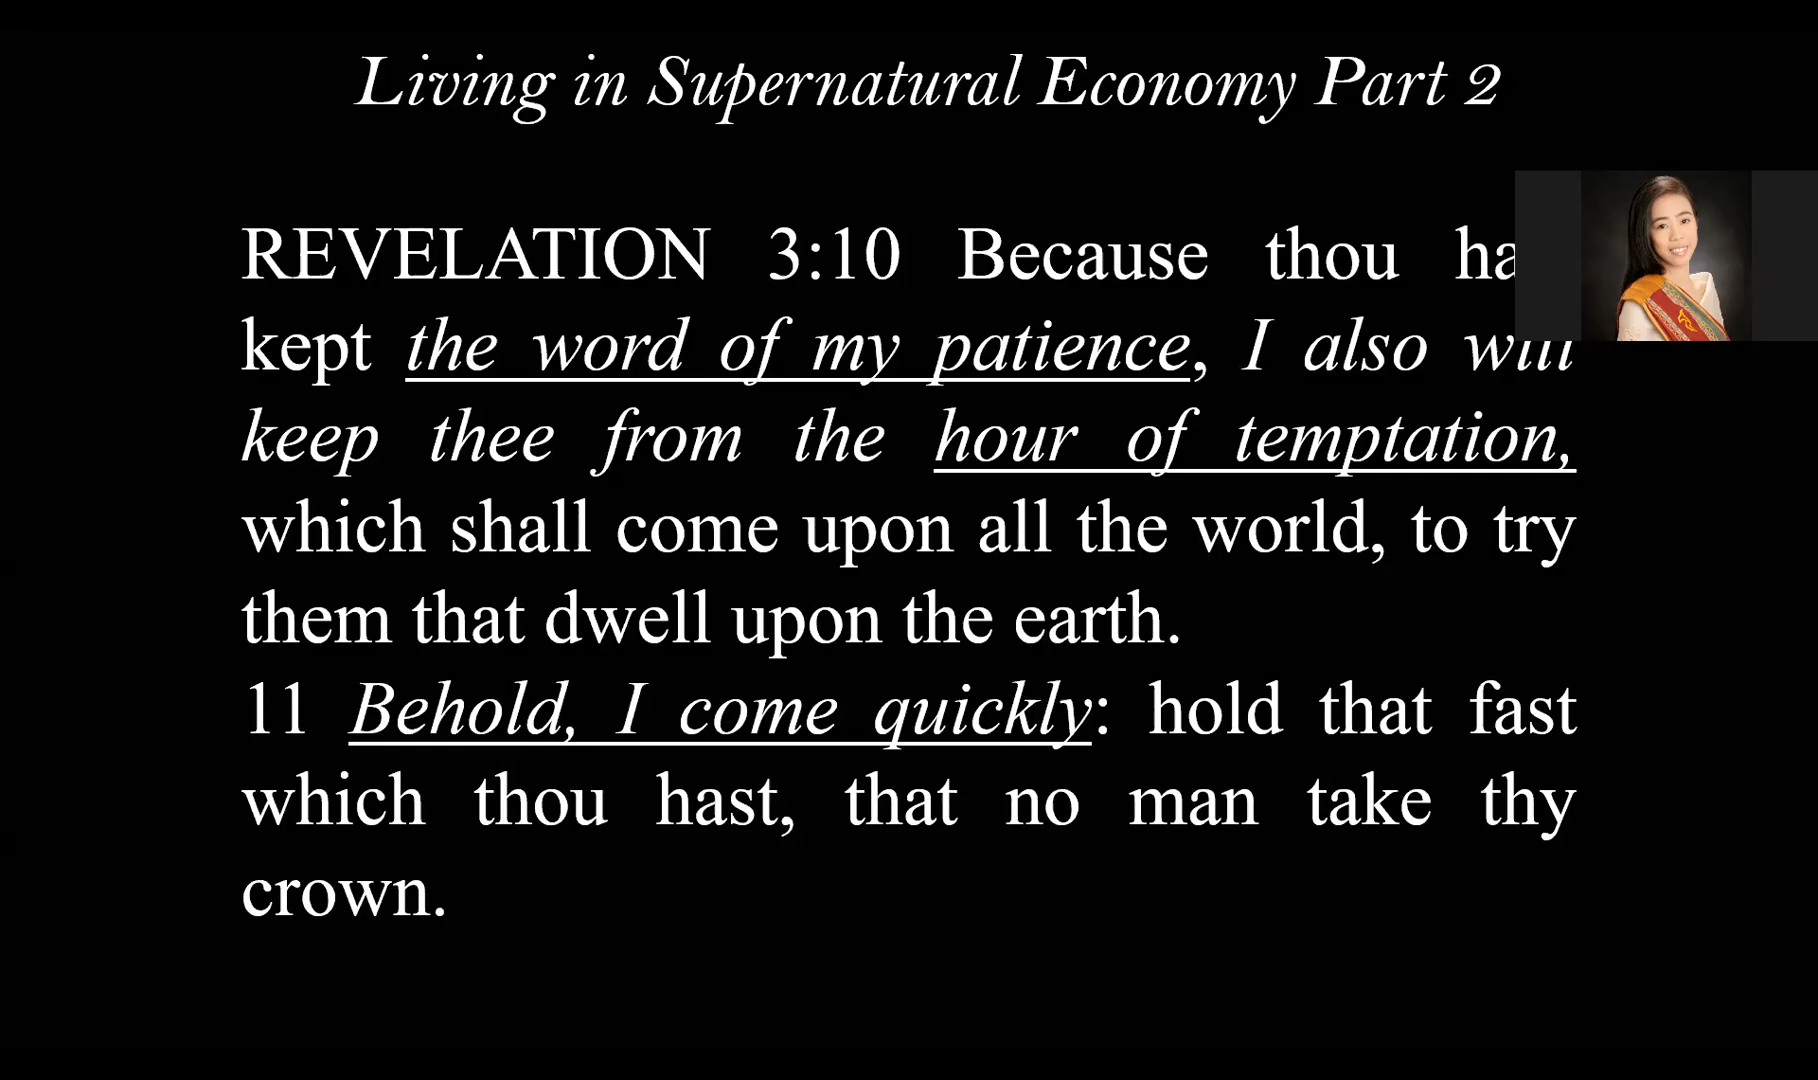 Living in Supernatural Economy Part 2
REVELATION 3:10 Because thou
kept the word of my patience, I also will
keep thee from the hour of temptation,
which shall come upon all the world, to try
them that dwell upon the earth.
11 Behold, I come quickly: hold that fast
which thou hast, that no man take thy
crown.